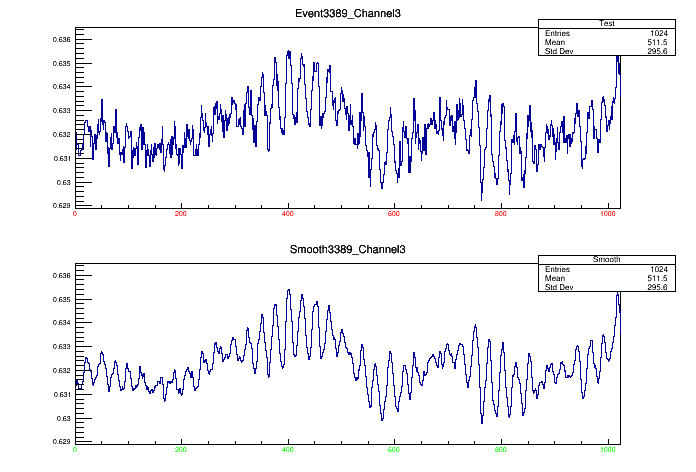 Event3389_Channel3
Test
Entries 1024
Mean 511.5
Std Dev 295.6
0.636
0.635
0.634
0.633
0.632
0.631
0.63
0.629
0 200 400 600 800 1000
Smooth3389_Channel3
Smooth
Entries 1024
Mean 511.5
Std Dev 295.6
0.636
0.635
0.634
0.633
0.632
0.631
0.63
0.629
0 200 400 600 800 1000